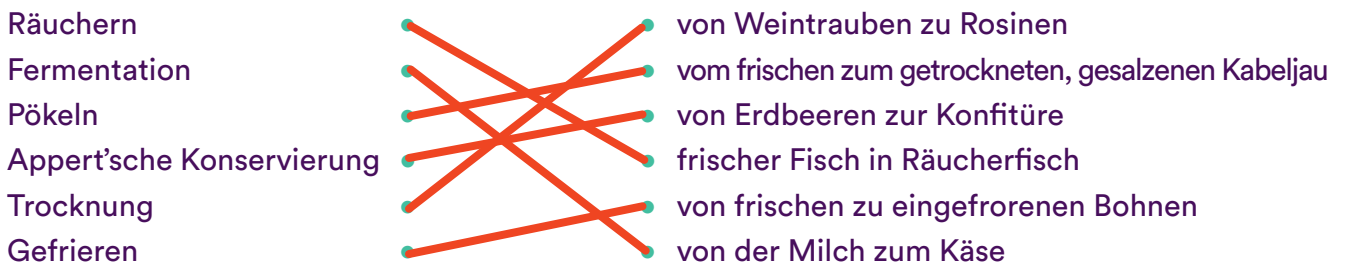 Räuchern
von Weintrauben zu Rosinen
Fermentation
vom frischen zum getrockneten, gesalzenen Kabeljau
Pökeln
von Erdbeeren zur Konfitüre
Appert’sche Konservierung
frischer Fisch in Räucherfisch
Trocknung
von frischen zu eingefrorenen Bohnen
Gefrieren
von der Milch zum Käse